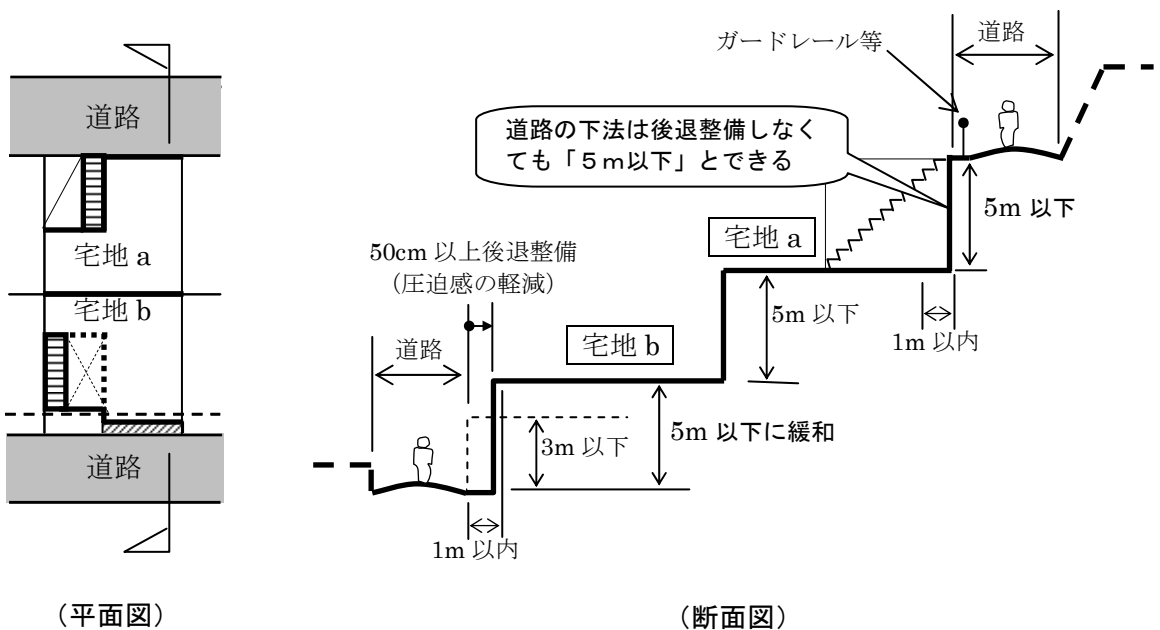 道路
宅地 a
宅地 b
道路
（平面図）
ガードレール等
道路
道路の下法は後退整備しなく
ても「５ｍ以下」とできる
5m 以下
宅地 a
50cm 以上後退整備
（圧迫感の軽減）
5m 以下
1m 以内
道路
宅地 b
3m 以下
5m 以下に緩和
1m 以内
（断面図）